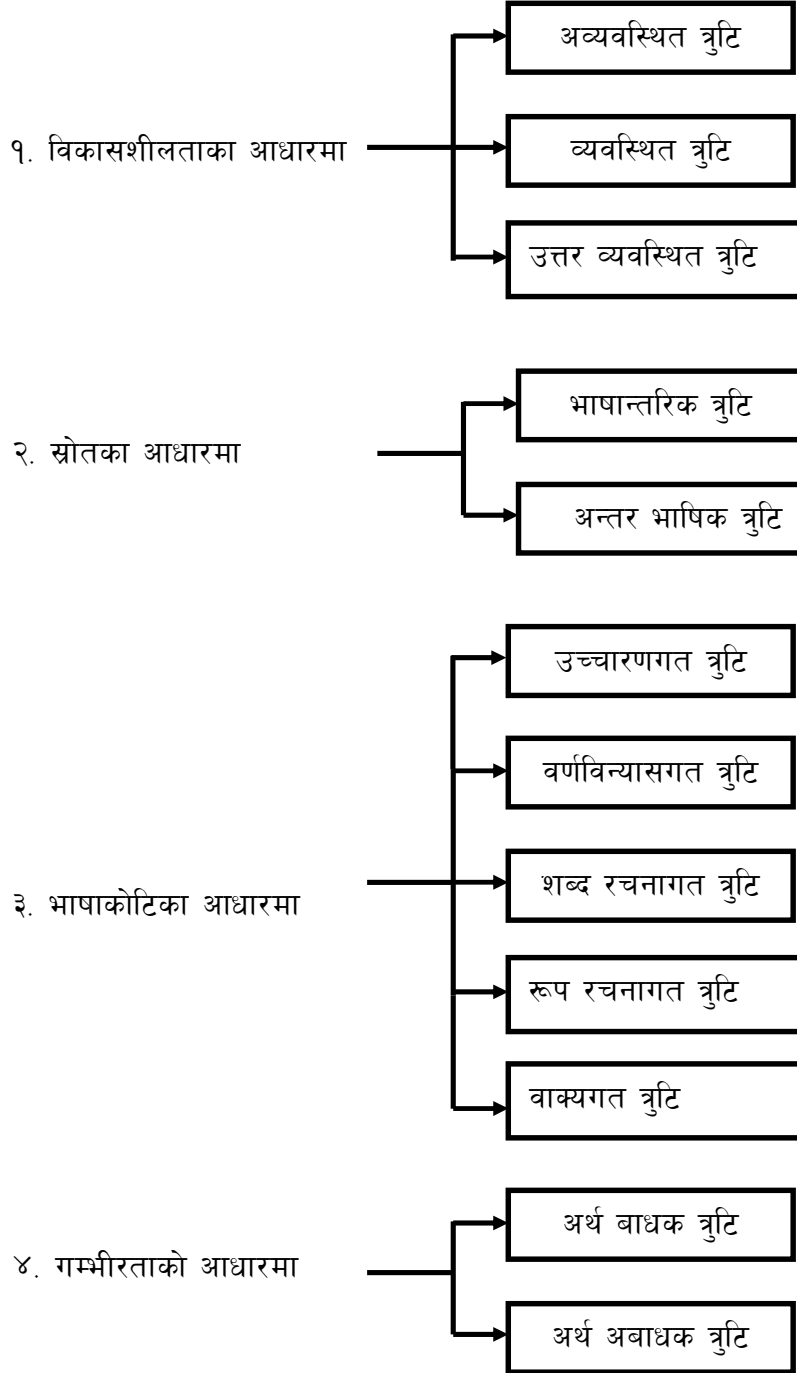 १. विकासशीलताका आधारमा
अव्यवस्थित त्रुटि
व्यवस्थित त्रुटि
उत्तर व्यवस्थित त्रुटि
२. स्रोतका आधारमा
भाषान्तरिक त्रुटि
अन्तर भाषिक त्रुटि
३. भाषाकोटिका आधारमा
उच्चारणगत त्रुटि
वर्णविन्यासगत त्रुटि
शब्द रचनागत त्रुटि
रूप रचनागत त्रुटि
वाक्यगत त्रुटि
४. गम्भीरताको आधारमा
अर्थ बाधक त्रुटि
अर्थ अबाधक त्रुटि